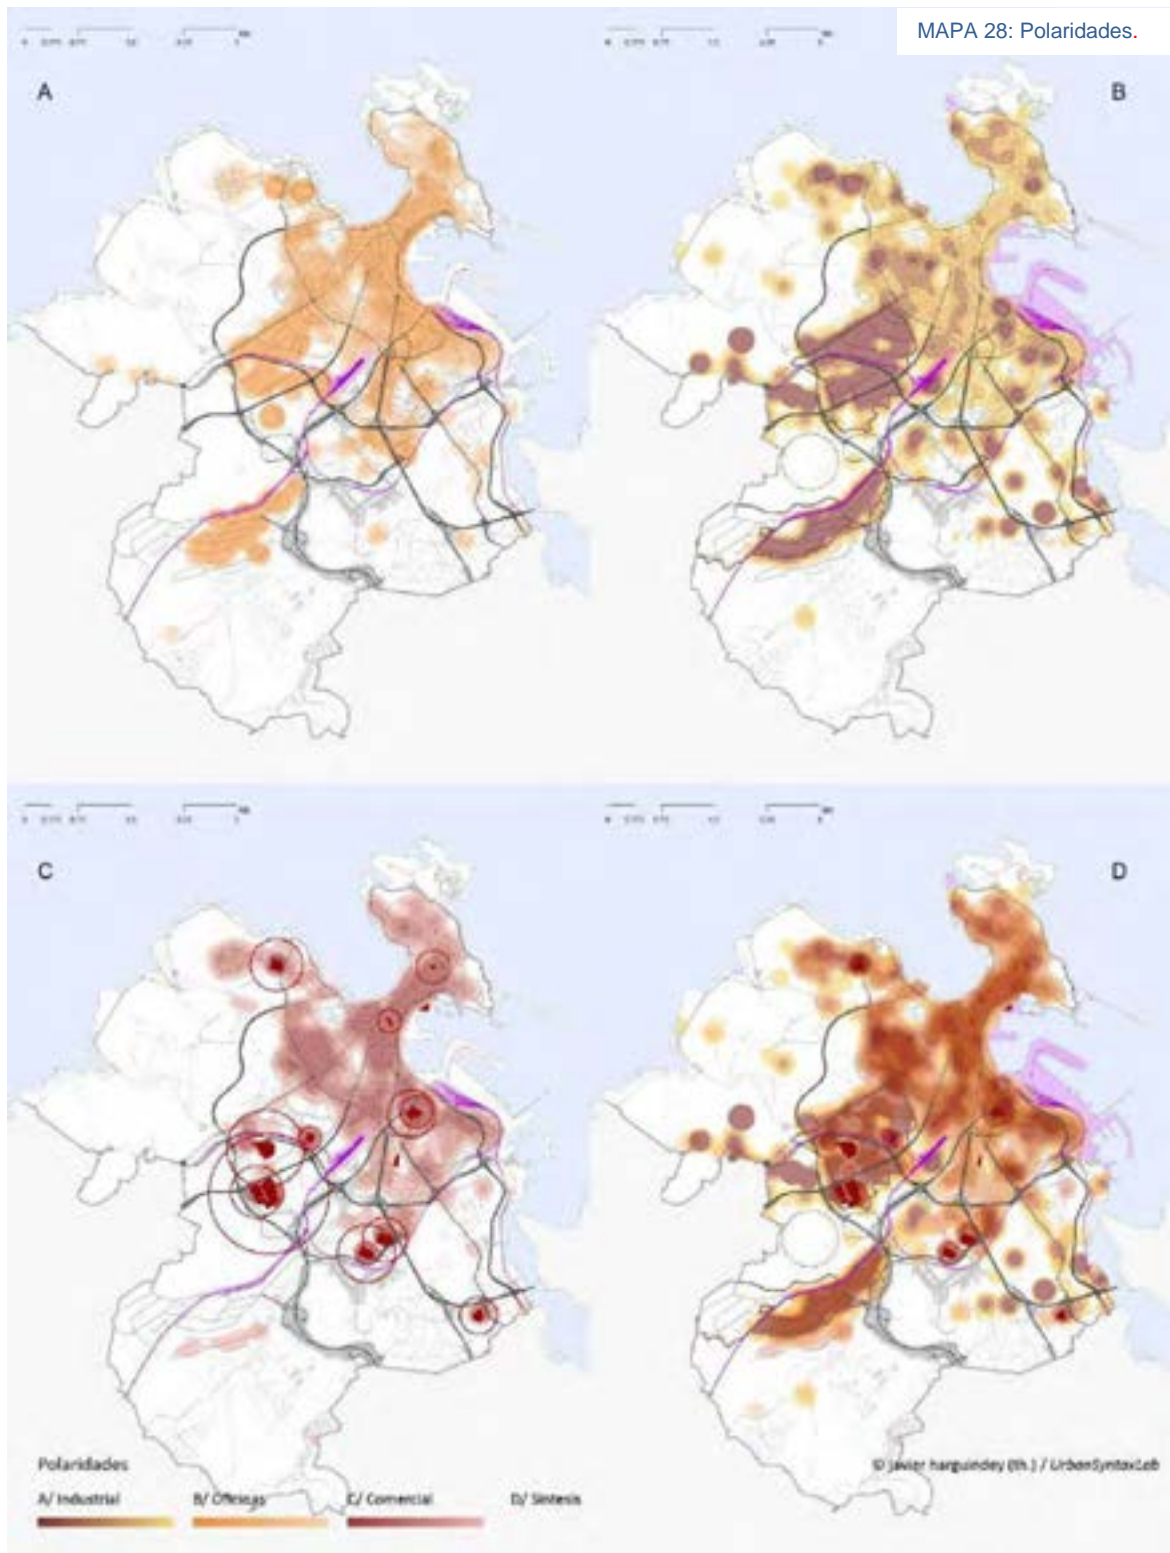 MAPA 28: Polaridades.
A
B
C
D
Polaridades
© javier harguindey (th.) / UrbanSyntaxLab
A/ Industrial
B/ Oficinas
C/ Comercial
D/ Síntesis